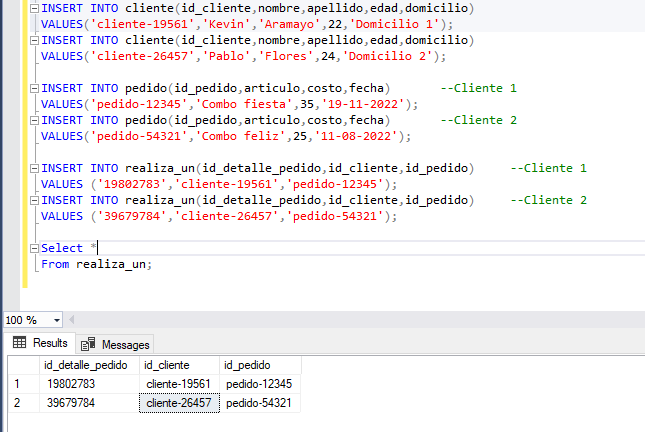 INSERT INTO cliente(id_cliente,nombre,apellido,edad,domicilio)
VALUES('cliente-19561','Kevin','Aramayo',22,'Domicilio 1');
INSERT INTO cliente(id_cliente,nombre,apellido,edad,domicilio)
VALUES('cliente-26457','Pablo','Flores',24,'Domicilio 2');
INSERT INTO pedido(id_pedido,articulo,costo,fecha) --Cliente 1
VALUES('pedido-12345','Combo fiesta',35,'19-11-2022');
INSERT INTO pedido(id_pedido,articulo,costo,fecha) --Cliente 2
VALUES('pedido-54321','Combo feliz',25,'11-08-2022');
INSERT INTO realiza_un(id_detalle_pedido,id_cliente,id_pedido) --Cliente 1
VALUES ('19802783','cliente-19561','pedido-12345');
INSERT INTO realiza_un(id_detalle_pedido,id_cliente,id_pedido) --Cliente 2
VALUES ('39679784','cliente-26457','pedido-54321');
Select *
From realiza_un;
100 %
Results Messages
id_detalle_pedido id_cliente id_pedido
1 19802783 cliente-19561 pedido-12345
2 39679784 cliente-26457 pedido-54321